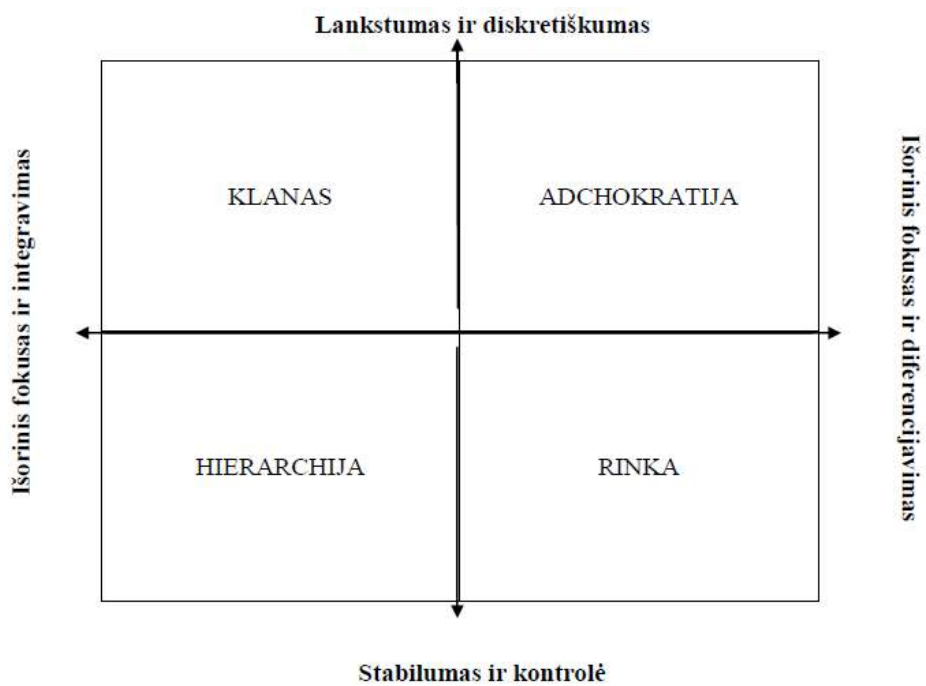 Lankstumas ir diskretiškumas
Išorinis fokusas ir integravimas
KLANAS
ADCHOKRATIJA
Išorinis fokusas ir diferencijavimas
HIERARCHIJA
RINKA
Stabilumas ir kontrolė